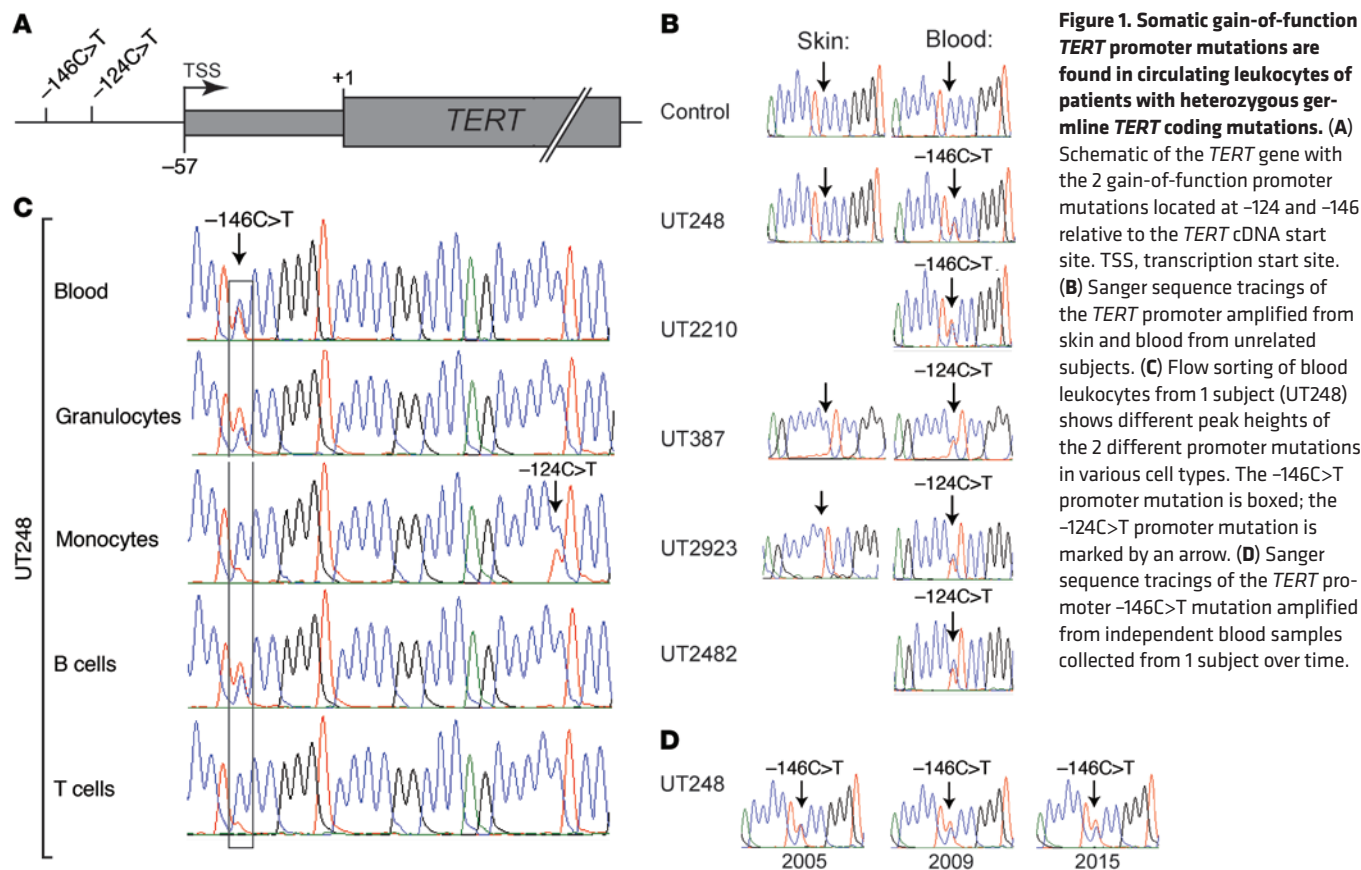 A
−146C>T
−124C>T
TSS
+1
TERT
−57
B
Skin:
Blood:
Control
−146C>T
UT248
−146C>T
UT2210
−124C>T
UT387
−124C>T
UT2923
−124C>T
UT2482
C
−146C>T
Blood
Granulocytes
−124C>T
Monocytes
B cells
T cells
UT248
D
UT248
−146C>T
−146C>T
−146C>T
2005
2009
2015
Figure 1. Somatic gain-of-function
TERT promoter mutations are
found in circulating leukocytes of
patients with heterozygous ger-
mline TERT coding mutations. (A)
Schematic of the TERT gene with
the 2 gain-of-function promoter
mutations located at –124 and –146
relative to the TERT cDNA start
site. TSS, transcription start site.
(B) Sanger sequence tracings of
the TERT promoter amplified from
skin and blood from unrelated
subjects. (C) Flow sorting of blood
leukocytes from 1 subject (UT248)
shows different peak heights of
the 2 different promoter mutations
in various cell types. The –146C>T
promoter mutation is boxed; the
–124C>T promoter mutation is
marked by an arrow. (D) Sanger
sequence tracings of the TERT pro-
moter –146C>T mutation amplified
from independent blood samples
collected from 1 subject over time.